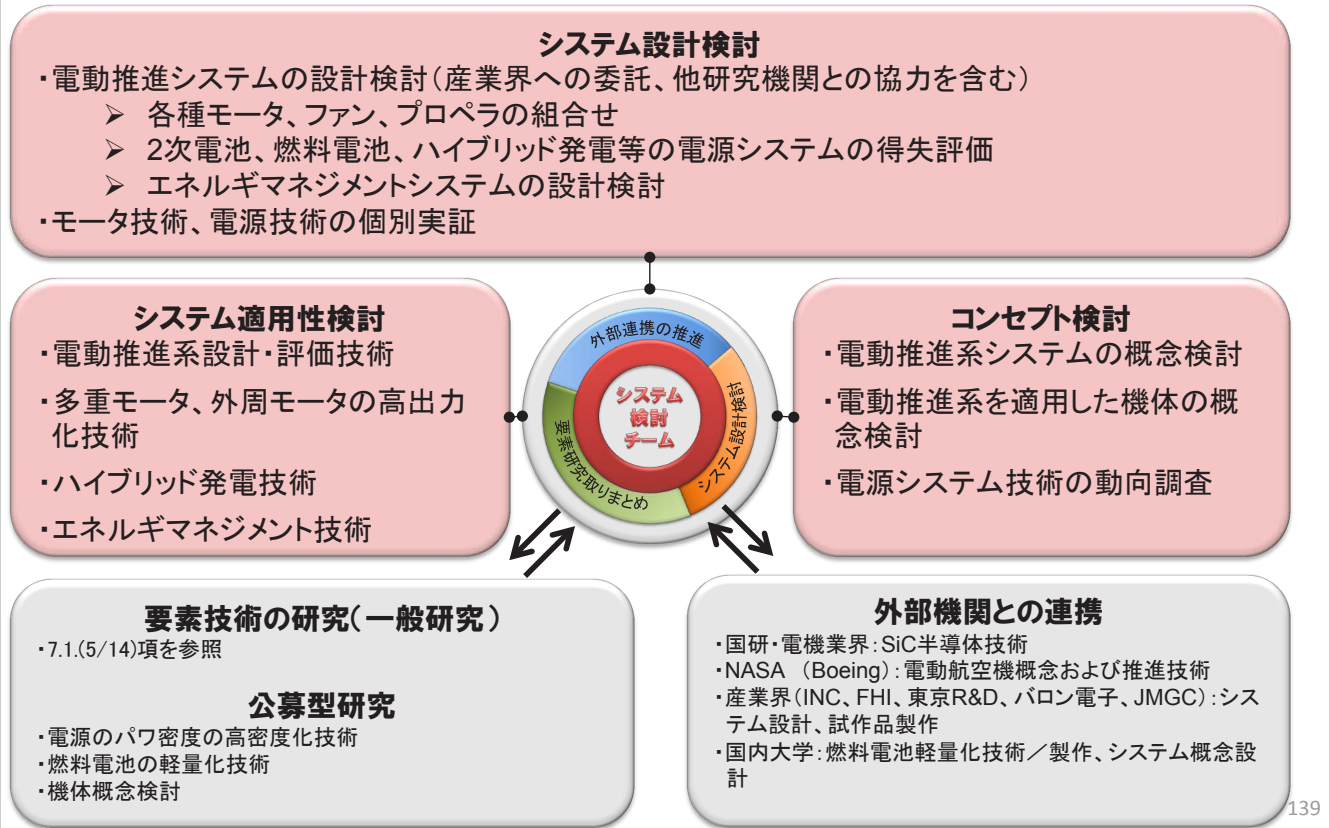 システム設計検討
・電動推進システムの設計検討（産業界への委託、他研究機関との協力を含む）
➢ 各種モータ、ファン、プロペラの組合せ
➢ 2次電池、燃料電池、ハイブリッド発電等の電源システムの得失評価
➢ エネルギマネジメントシステムの設計検討
・モータ技術、電源技術の個別実証
システム適用性検討
・電動推進系設計・評価技術
・多重モータ、外周モータの高出力
化技術
・ハイブリッド発電技術
・エネルギマネジメント技術
外部連携の推進
システム設計検討
要素研究取りまとめ
システム
検討
チーム
コンセプト検討
・電動推進系システムの概念検討
・電動推進系を適用した機体の概
念検討
・電源システム技術の動向調査
要素技術の研究（一般研究）
・7.1.(5/14)項を参照
公募型研究
・電源のパワ密度の高密度化技術
・燃料電池の軽量化技術
・機体概念検討
外部機関との連携
・国研・電機業界：SiC半導体技術
・NASA （Boeing）：電動航空機概念および推進技術
・産業界（INC、FHI、東京R&D、バロン電子、JMGC）：シス
テム設計、試作品製作
・国内大学：燃料電池軽量化技術／製作、システム概念設
計
139